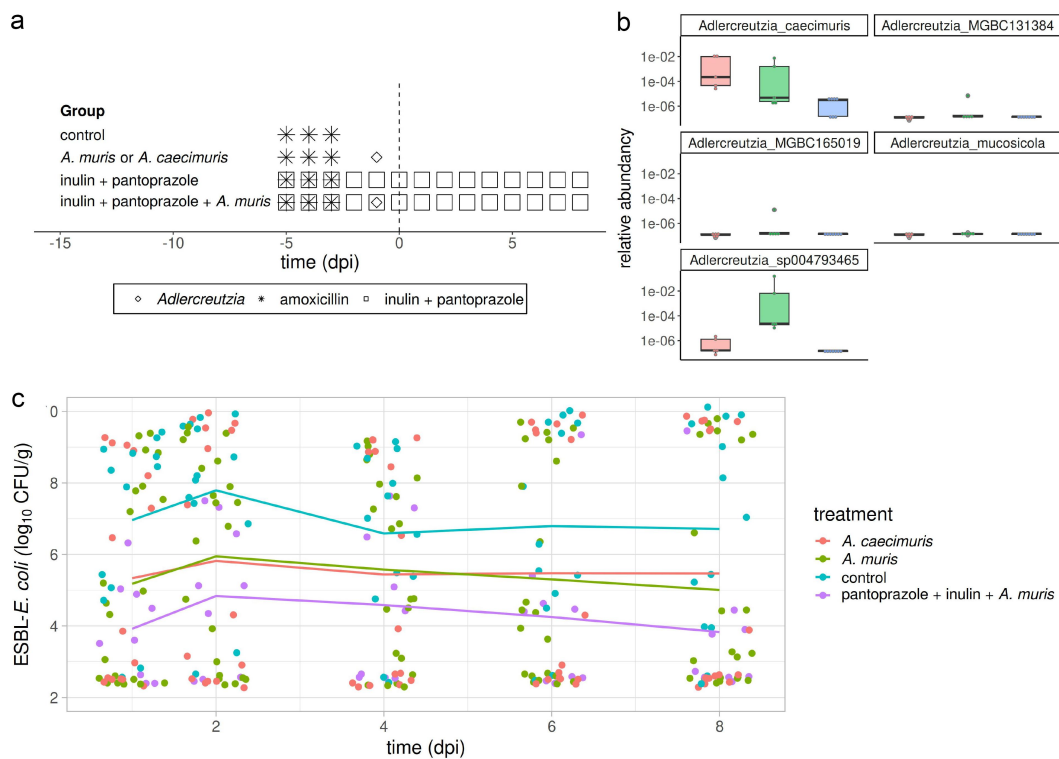 a
Group
control
A. muris or A. caecimuris
inulin + pantoprazole
inulin + pantoprazole + A. muris
-15 -10 -5 0 5
time (dpi)
Adlercreutzia amoxicillin inulin + pantoprazole
b
Adlercreutzia_caecimuris Adlercreutzia_MGBC131384
1e-02
1e-04
1e-06
Adlercreutzia_MGBC165019 Adlercreutzia_mucosicola
1e-02
1e-04
1e-06
Adlercreutzia_sp004793465
1e-02
1e-04
1e-06
relative abundancy
c
0
8
6
4
2
ESBL-E. coli (log₁₀ CFU/g)
2 4 6 8
time (dpi)
treatment
A. caecimuris
A. muris
control
pantoprazole + inulin + A. muris